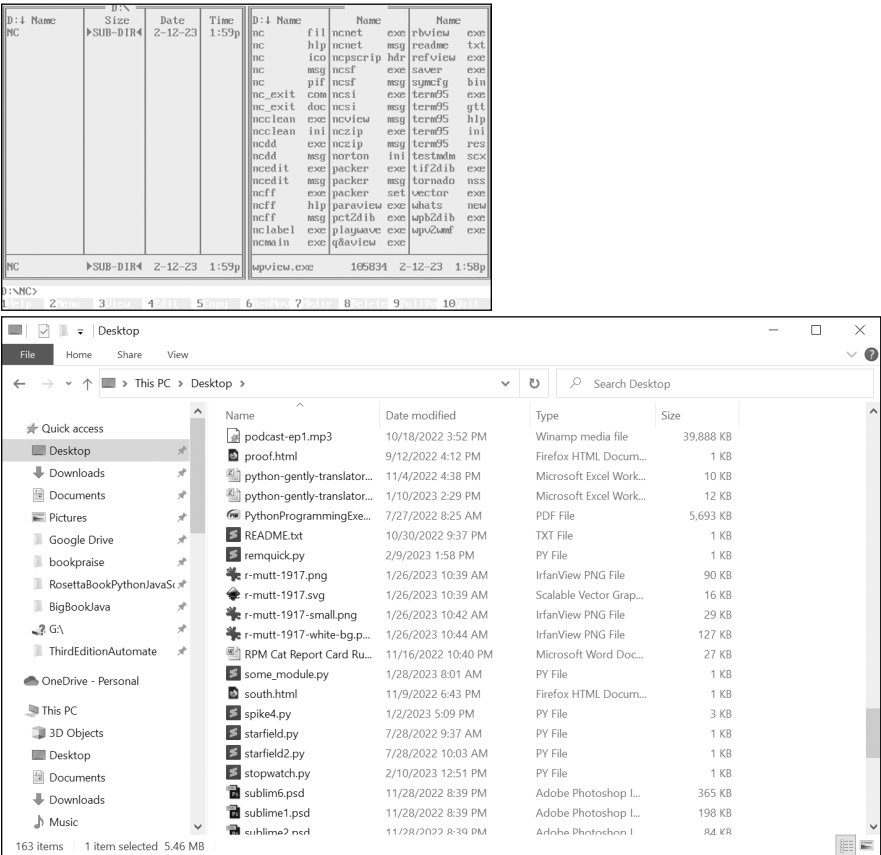 D:\
D:↓ Name Size Date Time D:↓ Name Name Name
NC ►SUB-DIR◄ 2-12-23 1:59p nc fil ncnet exe rbview exe
nc hlp ncnet msg readme txt
nc ico ncpscrip hdr refview exe
nc msg ncsf exe saver exe
nc pif ncsf msg symcfg bin
nc_exit com ncsi exe term95 exe
nc_exit doc ncsi msg term95 gtt
ncclean exe ncview msg term95 hlp
ncclean ini nczip exe term95 ini
ncdd exe nczip msg term95 res
ncdd msg norton ini testmdm scx
ncedit exe packer exe tif2dib exe
ncedit msg packer msg tornado nss
ncff exe packer set vector exe
ncff hlp paraview exe whats new
ncff msg pct2dib exe wpb2dib exe
nclabel exe playwave exe wpv2wmf exe
ncmain exe q&aview exe
NC ►SUB-DIR◄ 2-12-23 1:59p wpview.exe 105834 2-12-23 1:58p
D:\NC>
1 2 3 4 5 6 7 8 9 10
Desktop
File Home Share View
This PC > Desktop > Search Desktop
Name Date modified Type Size
Quick access
Desktop
Downloads
Documents
Pictures
Google Drive
bookpraise
RosettaBookPythonJavaSc
BigBookJava
G:\
ThirdEditionAutomate
OneDrive - Personal
This PC
3D Objects
Desktop
Documents
Downloads
Music
podcast-ep1.mp3 10/18/2022 3:52 PM Winamp media file 39,888 KB
proof.html 9/12/2022 4:12 PM Firefox HTML Docum... 1 KB
python-gently-translator... 11/4/2022 4:38 PM Microsoft Excel Work... 10 KB
python-gently-translator... 1/10/2023 2:29 PM Microsoft Excel Work... 12 KB
PythonProgrammingExe... 7/27/2022 8:25 AM PDF File 5,693 KB
README.txt 10/30/2022 9:37 PM TXT File 1 KB
remquick.py 2/9/2023 1:58 PM PY File 1 KB
r-mutt-1917.png 1/26/2023 10:39 AM IrfanView PNG File 90 KB
r-mutt-1917.svg 1/26/2023 10:39 AM Scalable Vector Grap... 16 KB
r-mutt-1917-small.png 1/26/2023 10:42 AM IrfanView PNG File 29 KB
r-mutt-1917-white-bg.p... 1/26/2023 10:44 AM IrfanView PNG File 127 KB
RPM Cat Report Card Ru... 11/16/2022 10:40 PM Microsoft Word Doc... 27 KB
some_module.py 1/28/2023 8:01 AM PY File 1 KB
south.html 11/9/2022 6:43 PM Firefox HTML Docum... 1 KB
spike4.py 1/2/2023 5:09 PM PY File 3 KB
starfield.py 7/28/2022 9:37 AM PY File 1 KB
starfield2.py 7/28/2022 10:03 AM PY File 1 KB
stopwatch.py 2/10/2023 12:51 PM PY File 1 KB
sublim6.psd 11/28/2022 8:39 PM Adobe Photoshop I... 365 KB
sublime1.psd 11/28/2022 8:39 PM Adobe Photoshop I... 198 KB
sublime2.psd 11/28/2022 8:39 PM Adobe Photoshop I... 84 KB
163 items 1 item selected 5.46 MB